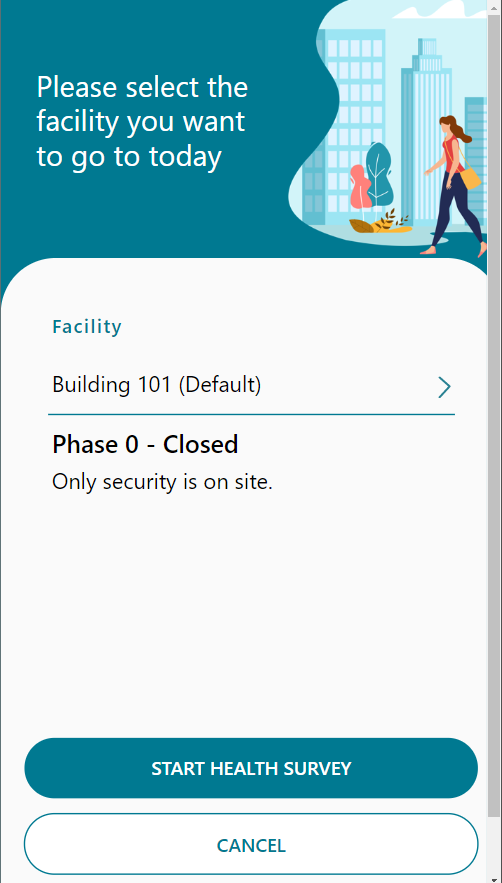 Please select the
facility you want
to go to today
Facility
Building 101 (Default)
Phase 0 - Closed
Only security is on site.
START HEALTH SURVEY
CANCEL